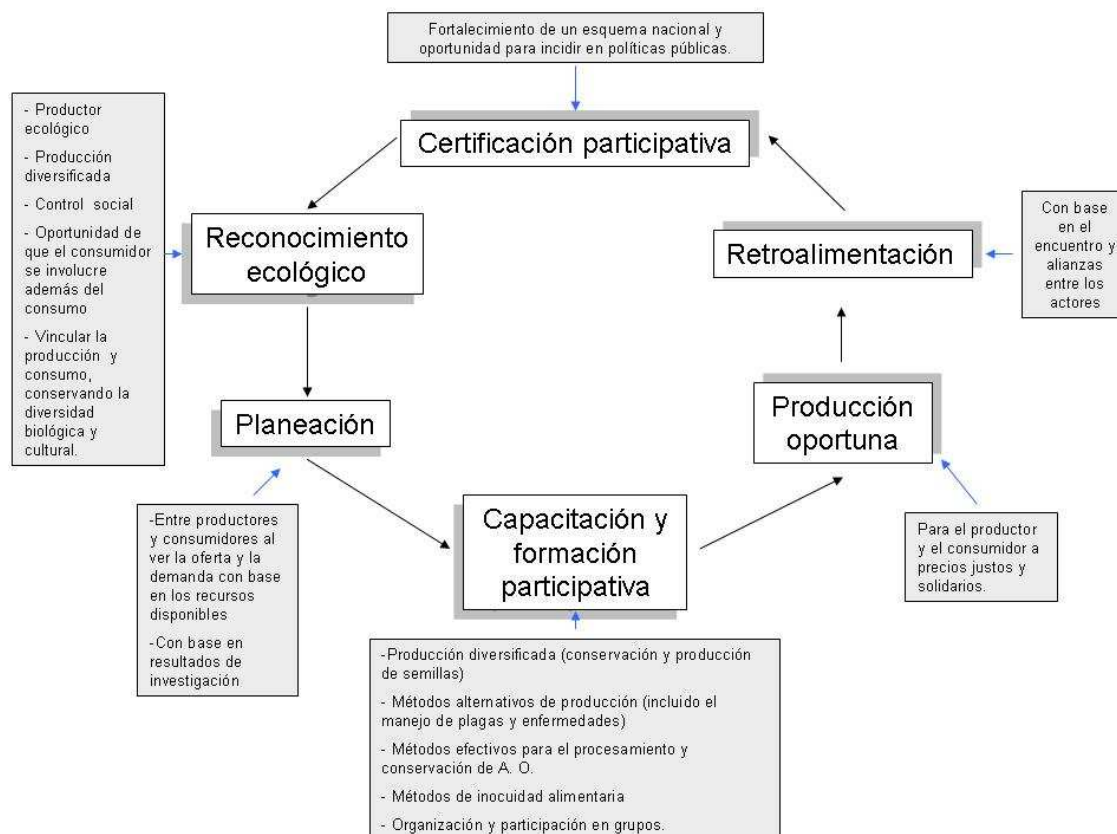 Fortalecimiento de un esquema nacional y
oportunidad para incidir en políticas públicas.
Certificación participativa
- Productor
ecológico
- Producción
diversificada
- Control social
- Oportunidad de
que el consumidor
se involucre
además del
consumo
- Vincular la
producción y
consumo,
conservando la
diversidad
biológica y
cultural.
Reconocimiento
ecológico
Retroalimentación
Con base
en el
encuentro y
alianzas
entre los
actores
Planeación
Producción
oportuna
-Entre productores
y consumidores al
ver la oferta y la
demanda con base
en los recursos
disponibles
-Con base en
resultados de
investigación
Capacitación y
formación
participativa
Para el productor
y el consumidor a
precios justos y
solidarios.
-Producción diversificada (conservación y producción
de semillas)
- Métodos alternativos de producción (incluido el
manejo de plagas y enfermedades)
- Métodos efectivos para el procesamiento y
conservación de A. O.
- Métodos de inocuidad alimentaria
- Organización y participación en grupos.